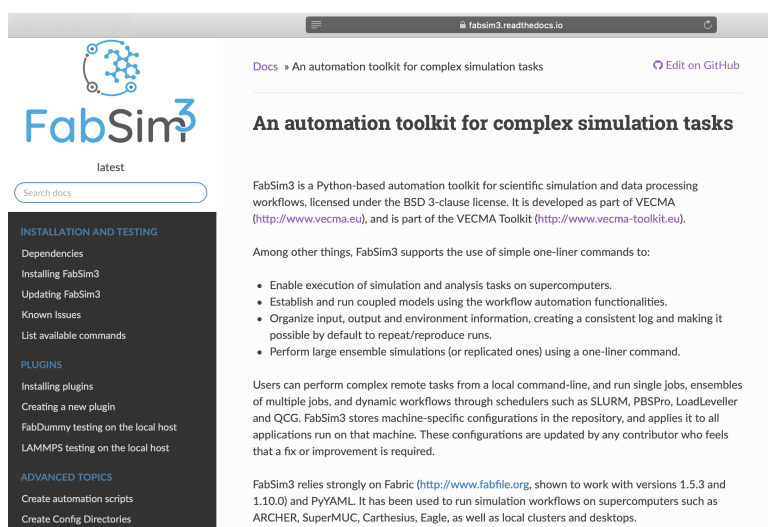 fabsim3.readthedocs.io
FabSim3
latest
Search docs
INSTALLATION AND TESTING
Dependencies
Installing FabSim3
Updating FabSim3
Known Issues
List available commands
PLUGINS
Installing plugins
Creating a new plugin
FabDummy testing on the local host
LAMMPS testing on the local host
ADVANCED TOPICS
Create automation scripts
Create Config Directories
Docs » An automation toolkit for complex simulation tasks
Edit on GitHub
An automation toolkit for complex simulation tasks
FabSim3 is a Python-based automation toolkit for scientific simulation and data processing
workflows, licensed under the BSD 3-clause license. It is developed as part of VECMA
(http://www.vecma.eu), and is part of the VECMA Toolkit (http://www.vecma-toolkit.eu).
Among other things, FabSim3 supports the use of simple one-liner commands to:
• Enable execution of simulation and analysis tasks on supercomputers.
• Establish and run coupled models using the workflow automation functionalities.
• Organize input, output and environment information, creating a consistent log and making it
possible by default to repeat/reproduce runs.
• Perform large ensemble simulations (or replicated ones) using a one-liner command.
Users can perform complex remote tasks from a local command-line, and run single jobs, ensembles
of multiple jobs, and dynamic workflows through schedulers such as SLURM, PBSPro, LoadLeveller
and QCG. FabSim3 stores machine-specific configurations in the repository, and applies it to all
applications run on that machine. These configurations are updated by any contributor who feels
that a fix or improvement is required.
FabSim3 relies strongly on Fabric (http://www.fabfile.org, shown to work with versions 1.5.3 and
1.10.0) and PyYAML. It has been used to run simulation workflows on supercomputers such as
ARCHER, SuperMUC, Carthesius, Eagle, as well as local clusters and desktops.